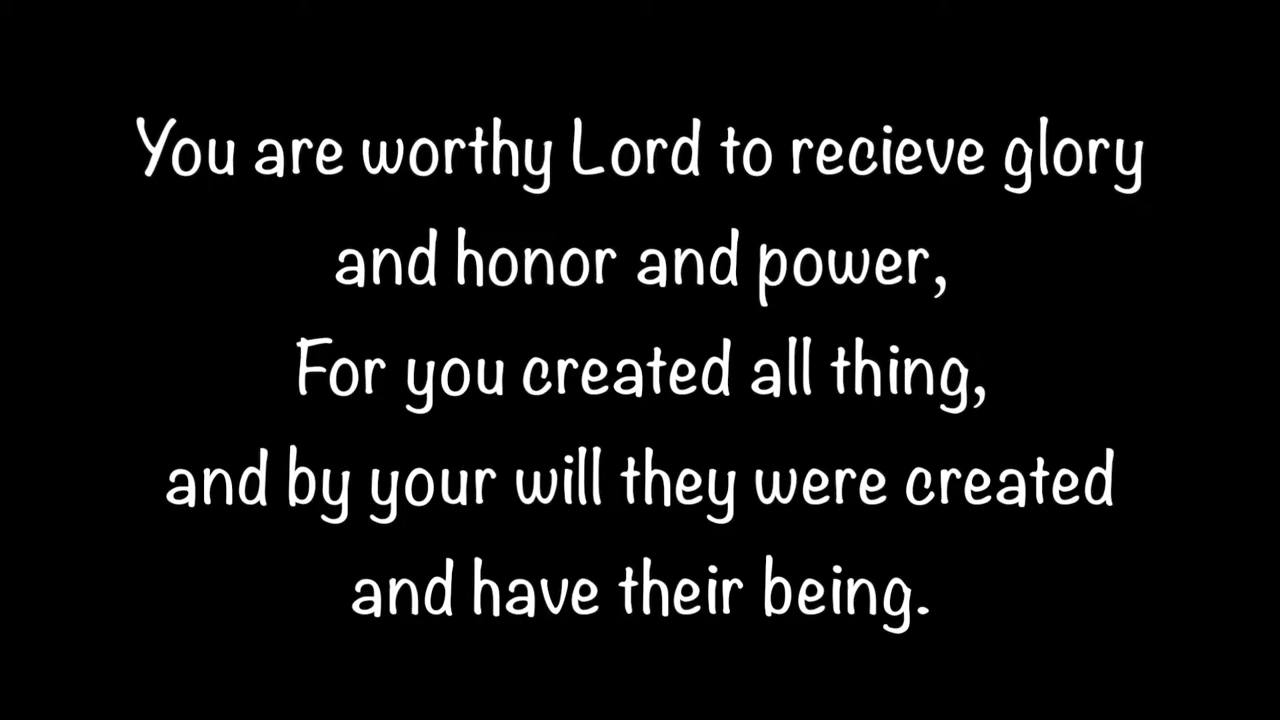 You are worthy Lord to recieve glory
and honor and power,
For you created all thing,
and by your will they were created
and have their being.